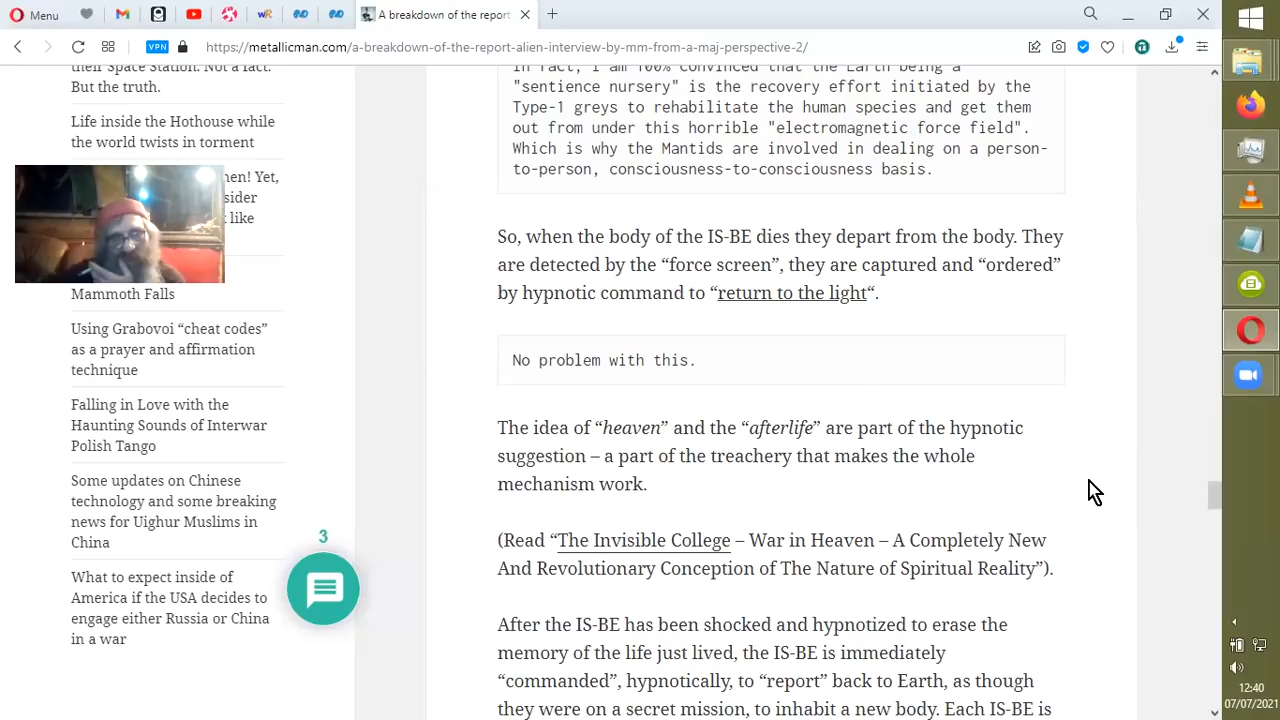 Menu
A breakdown of the report
VPN
https://metallicman.com/a-breakdown-of-the-report-alien-interview-by-mm-from-a-maj-perspective-2/
their Space Station. Not a fact.
But the truth.
Life inside the Hothouse while
the world twists in torment
men! Yet,
sider
like
Mammoth Falls
Using Grabovoi “cheat codes”
as a prayer and affirmation
technique
Falling in Love with the
Haunting Sounds of Interwar
Polish Tango
Some updates on Chinese
technology and some breaking
news for Uighur Muslims in
China
What to expect inside of
America if the USA decides to
engage either Russia or China
in a war
3
In fact, I am 100% convinced that the Earth being a
"sentience nursery" is the recovery effort initiated by the
Type-1 greys to rehabilitate the human species and get them
out from under this horrible "electromagnetic force field".
Which is why the Mantids are involved in dealing on a person-
to-person, consciousness-to-consciousness basis.
So, when the body of the IS-BE dies they depart from the body. They
are detected by the “force screen”, they are captured and “ordered”
by hypnotic command to “return to the light“.
No problem with this.
The idea of “heaven” and the “afterlife” are part of the hypnotic
suggestion – a part of the treachery that makes the whole
mechanism work.
(Read “The Invisible College – War in Heaven – A Completely New
And Revolutionary Conception of The Nature of Spiritual Reality”).
After the IS-BE has been shocked and hypnotized to erase the
memory of the life just lived, the IS-BE is immediately
“commanded”, hypnotically, to “report” back to Earth, as though
they were on a secret mission, to inhabit a new body. Each IS-BE is
12:40
07/07/2021